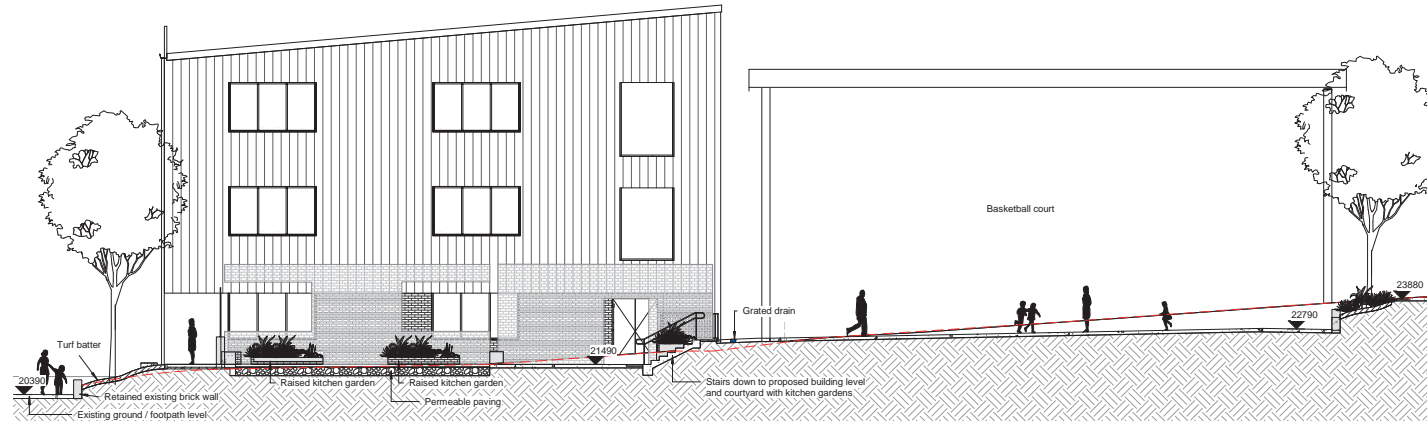 Basketball court
23880
22790
Grated drain
21490
Turf batter
20390
Raised kitchen garden
Raised kitchen garden
Stairs down to proposed building level
and courtyard with kitchen gardens
Retained existing brick wall
Permeable paving
Existing ground / footpath level